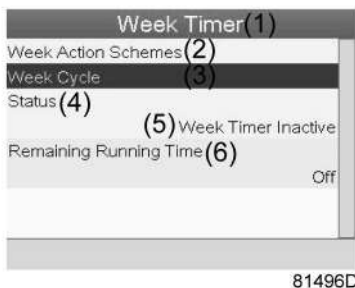 Week Timer(1)
Week Action Schemes(2)
Week Cycle (3)
Status(4)
(5) Week Timer Inactive
Remaining Running Time(6)
Off
81496D